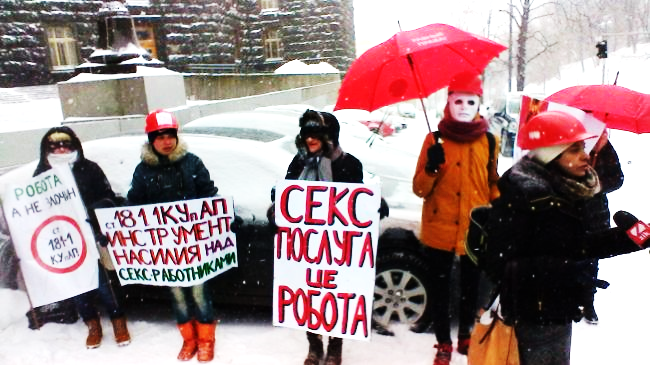 РОБОТА
А НЕ ЗЛОЧИН
СТ
181-1
КУпАП
ст 181-1 КУпАП
ИНСТРУМЕНТ
НАСИЛИЯ НАД
СЕКС-РАБОТНИКАМИ
СЕКС
ПОСЛУГА
ЦЕ
РОБОТА